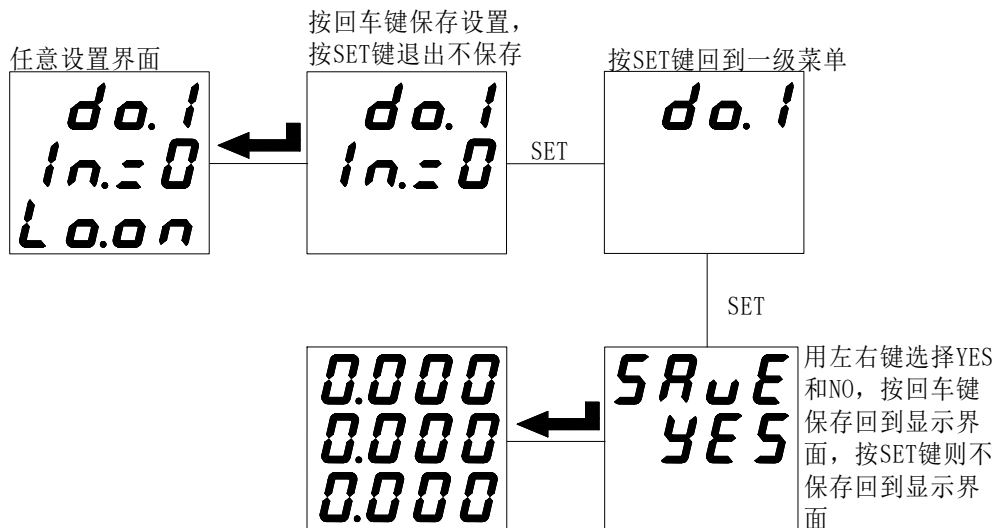 按回车键保存设置，
按SET键退出不保存
任意设置界面
按SET键回到一级菜单
do.1
In.=0
Lo.on
do.1
In.=0
SET
do.1
SET
0.000
0.000
0.000
SAuE
YES
用左右键选择YES
和NO，按回车键
保存回到显示界
面，按SET键则不
保存回到显示界
面